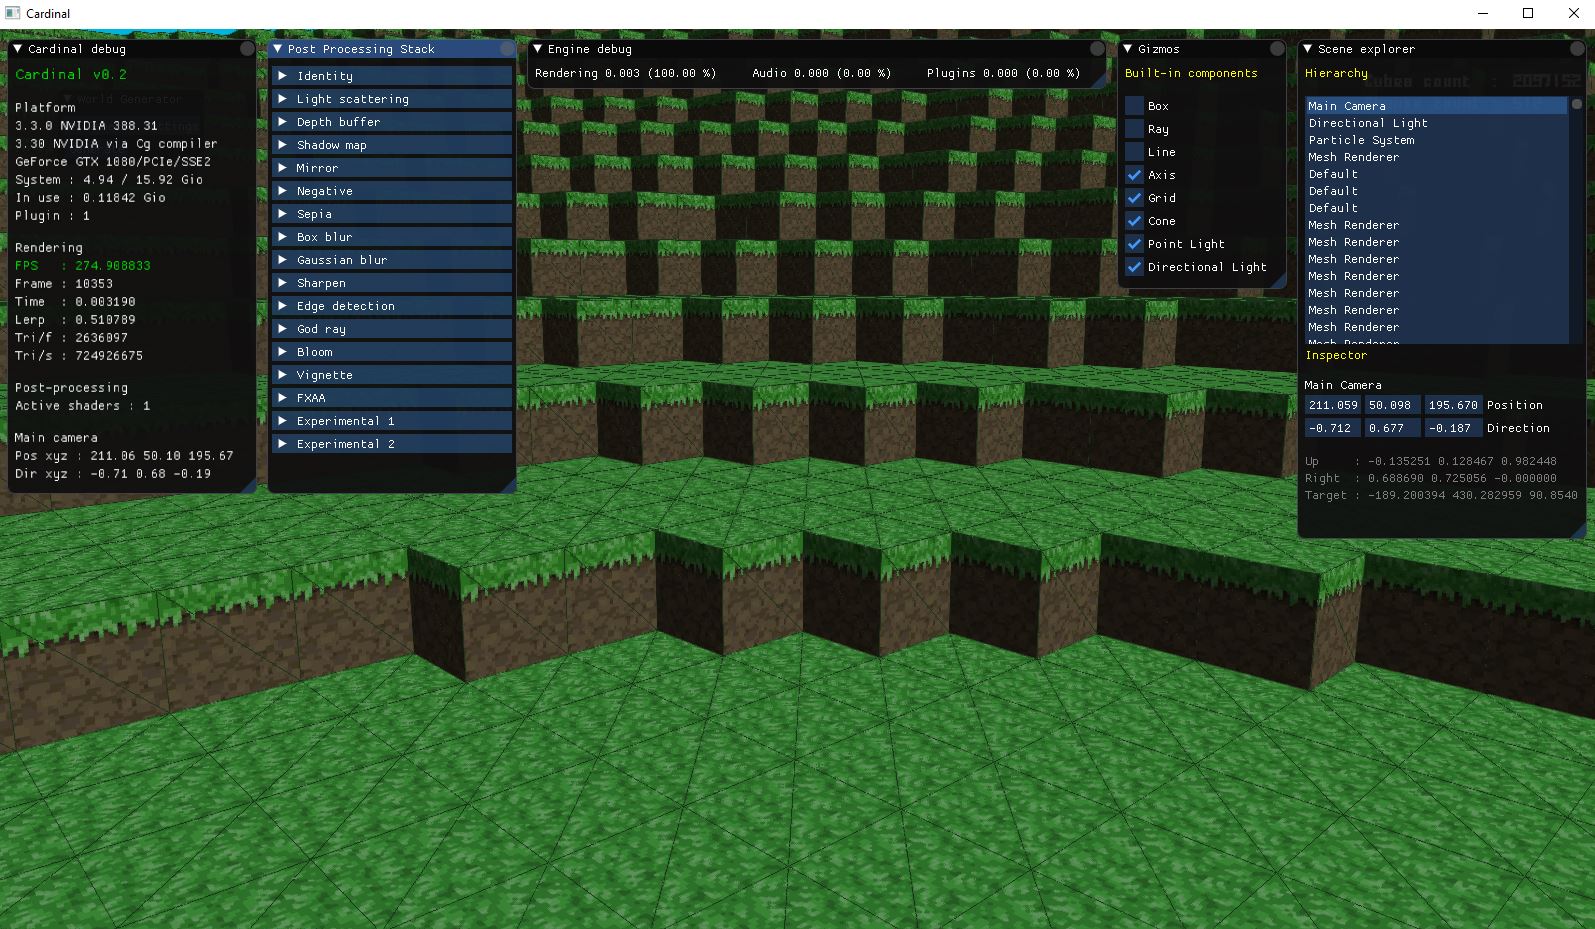 Cardinal
Cardinal debug
Cardinal v0.2
World Generator
Platform
3.3.0 NVIDIA 388.31
3.30 NVIDIA via Cg compiler
GeForce GTX 1080/PCIe/SSE2
System : 4.94 / 15.92 Gio
In use : 0.11842 Gio
Plugin : 1
Rendering
FPS : 274.908833
Frame : 10353
Time : 0.003190
Lerp : 0.510789
Tri/f : 2636097
Tri/s : 724926675
Post-processing
Active shaders : 1
Main camera
Pos xyz : 211.06 50.10 195.67
Dir xyz : -0.71 0.68 -0.19
Post Processing Stack
Identity
Light scattering
Depth buffer
Shadow map
Mirror
Negative
Sepia
Box blur
Gaussian blur
Sharpen
Edge detection
God ray
Bloom
Vignette
FXAA
Experimental 1
Experimental 2
Engine debug
Rendering 0.003 (100.00 %) Audio 0.000 (0.00 %) Plugins 0.000 (0.00 %)
Gizmos
Built-in components
Box
Ray
Line
Axis
Grid
Cone
Point Light
Directional Light
Scene explorer
Hierarchy
Cubes count : 2097152
Main Camera
Directional Light
Particle System
Mesh Renderer
Default
Default
Default
Mesh Renderer
Mesh Renderer
Mesh Renderer
Mesh Renderer
Mesh Renderer
Mesh Renderer
Mesh Renderer
Mesh Renderer
Inspector
Main Camera
211.059 50.098 195.670 Position
-0.712 0.677 -0.187 Direction
Up : -0.135251 0.128467 0.982448
Right : 0.688690 0.725056 -0.000000
Target : -189.200394 430.282959 90.8540